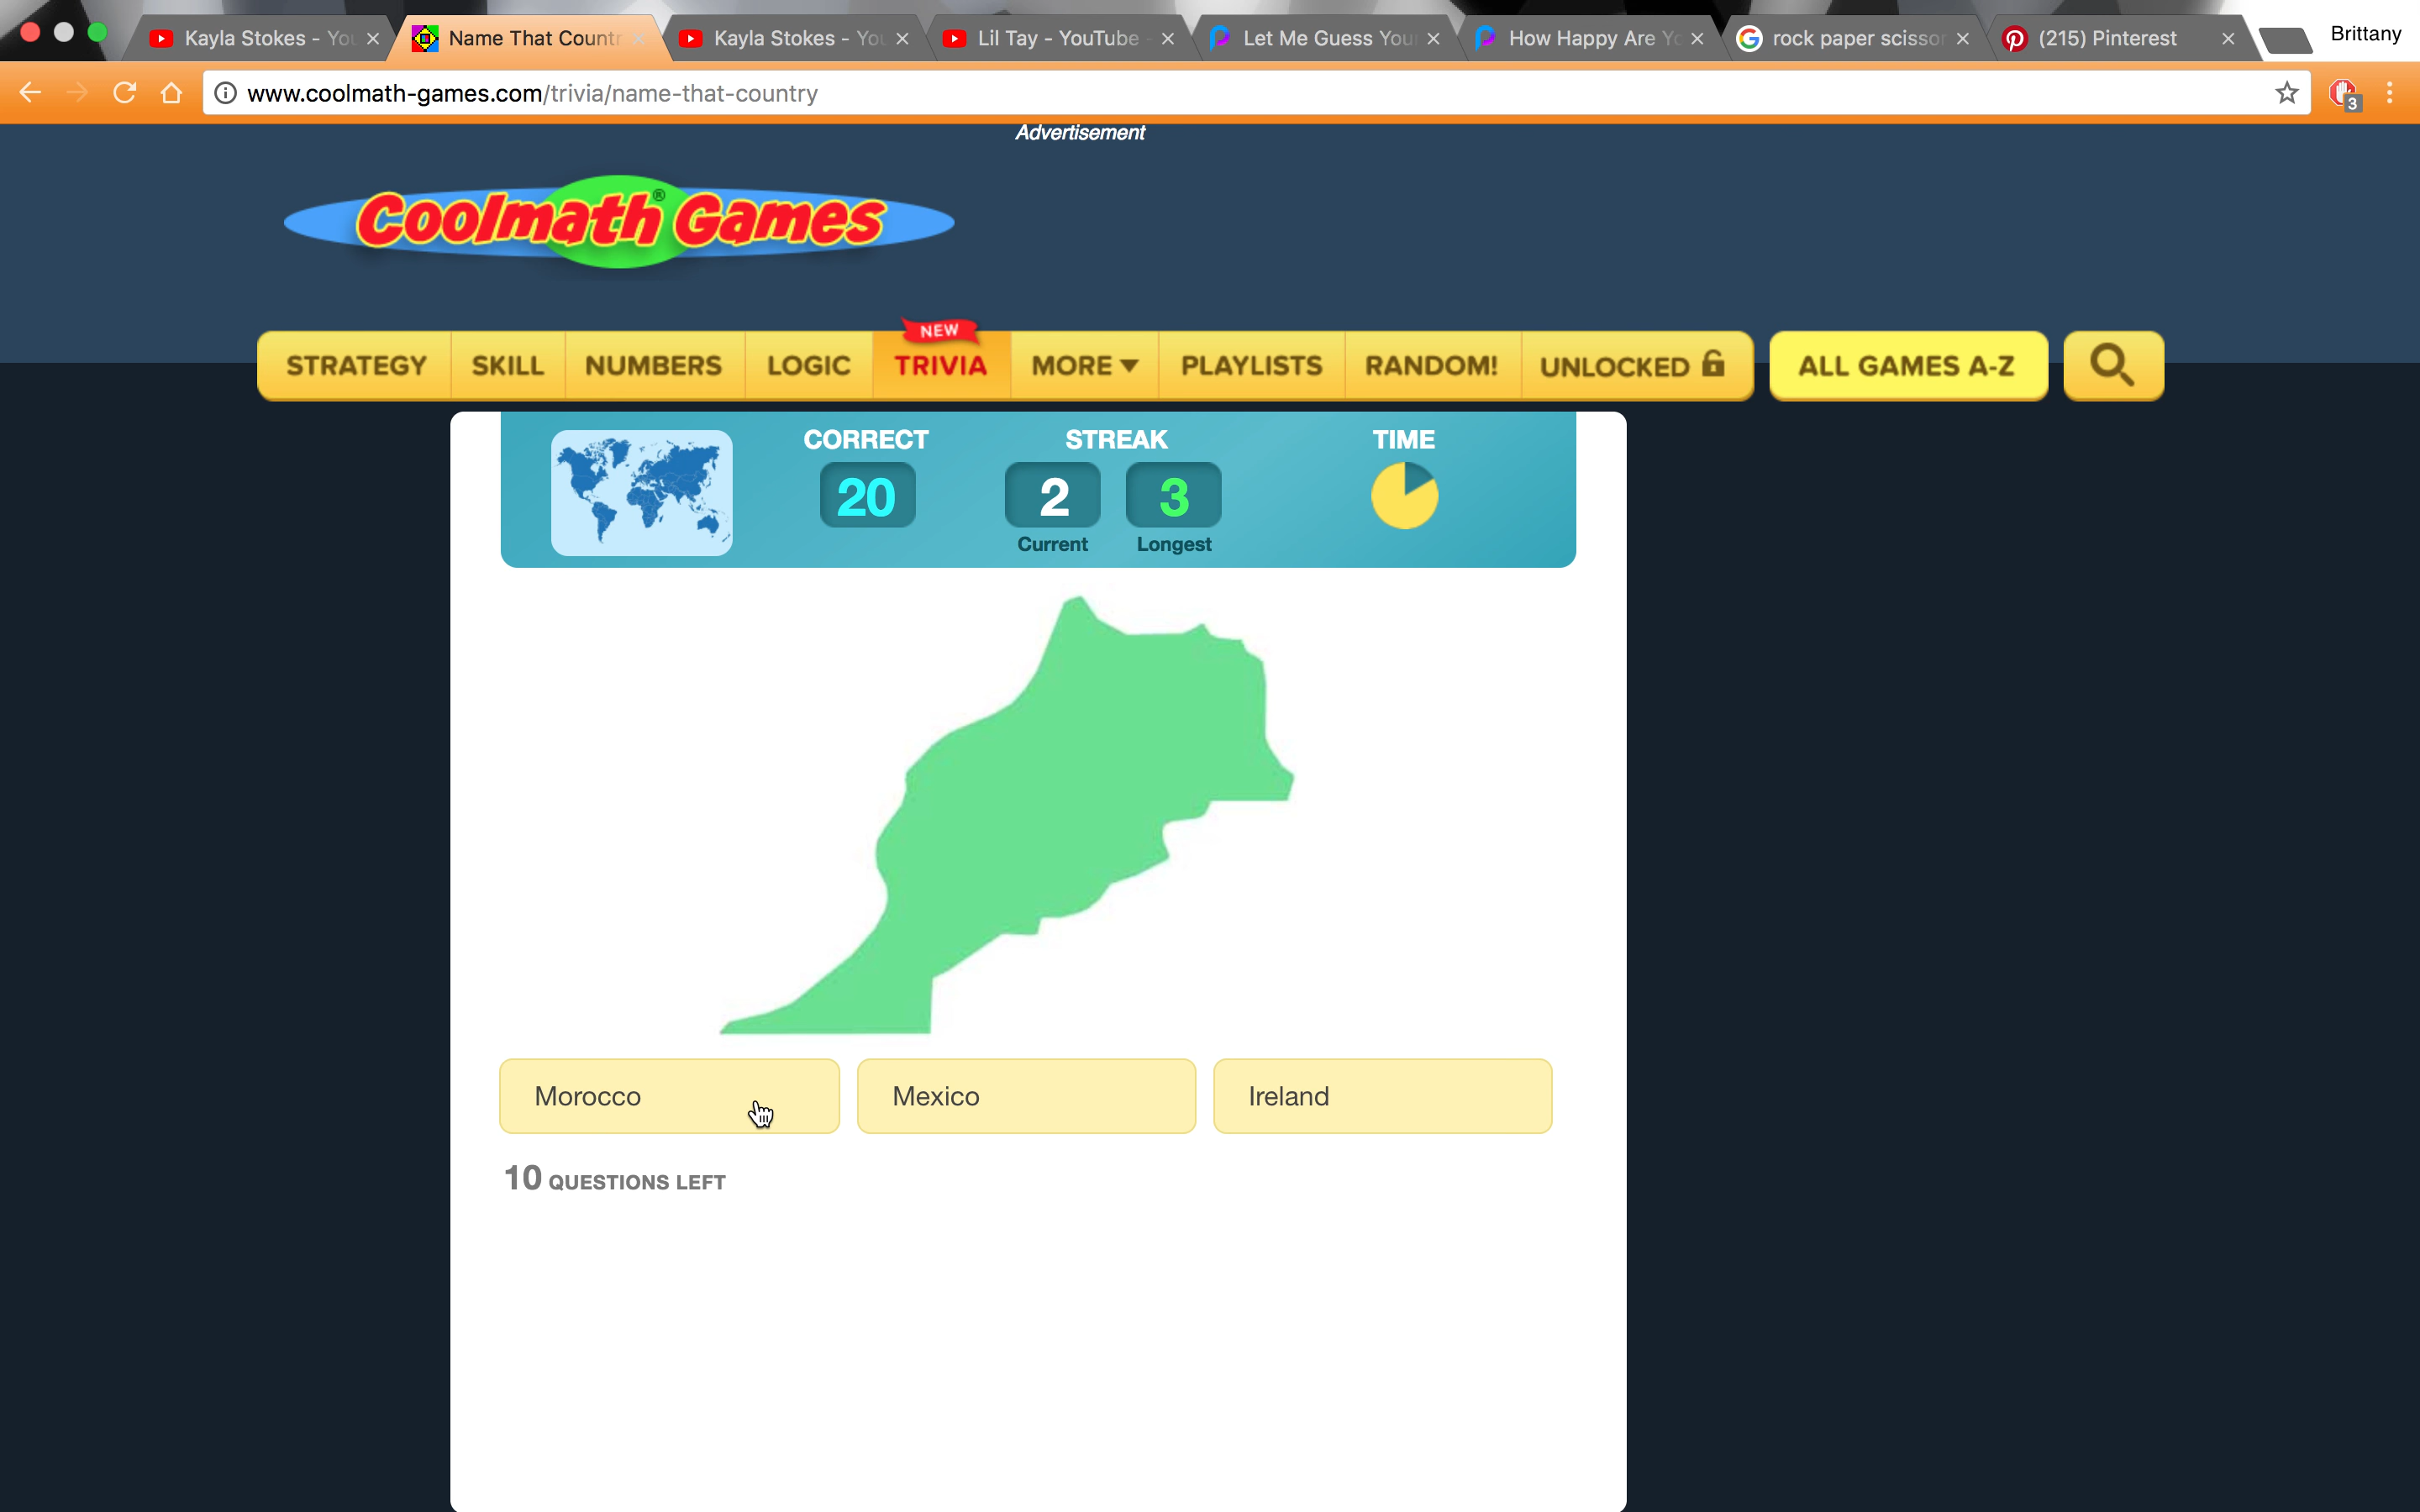 Kayla Stokes - You
Name That Countr
Kayla Stokes - You
Lil Tay - YouTube
Let Me Guess Your
How Happy Are Yo
rock paper scissor
(215) Pinterest
Brittany
www.coolmath-games.com/trivia/name-that-country
3
Advertisement
Coolmath Games ®
NEW
STRATEGY SKILL NUMBERS LOGIC TRIVIA MORE PLAYLISTS RANDOM! UNLOCKED ALL GAMES A-Z
CORRECT STREAK TIME
20 2 3
Current Longest
Morocco Mexico Ireland
10 QUESTIONS LEFT